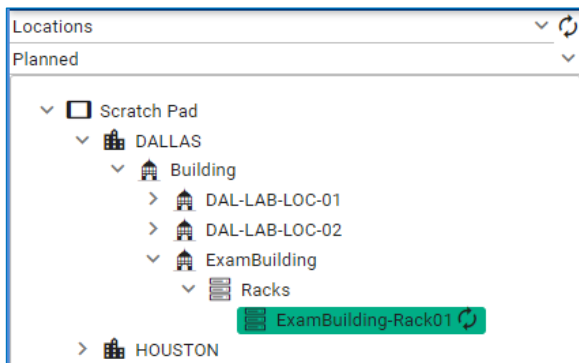 Locations
Planned
Scratch Pad
DALLAS
Building
DAL-LAB-LOC-01
DAL-LAB-LOC-02
ExamBuilding
Racks
ExamBuilding-Rack01
HOUSTON